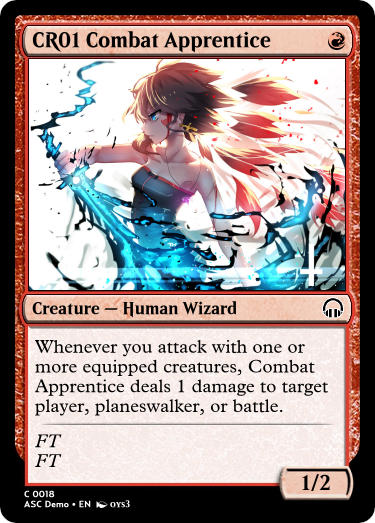 CR01 Combat Apprentice
Creature — Human Wizard
Whenever you attack with one or
more equipped creatures, Combat
Apprentice deals 1 damage to target
player, planeswalker, or battle.
FT
FT
1/2
C 0018
ASC Demo • EN oys3